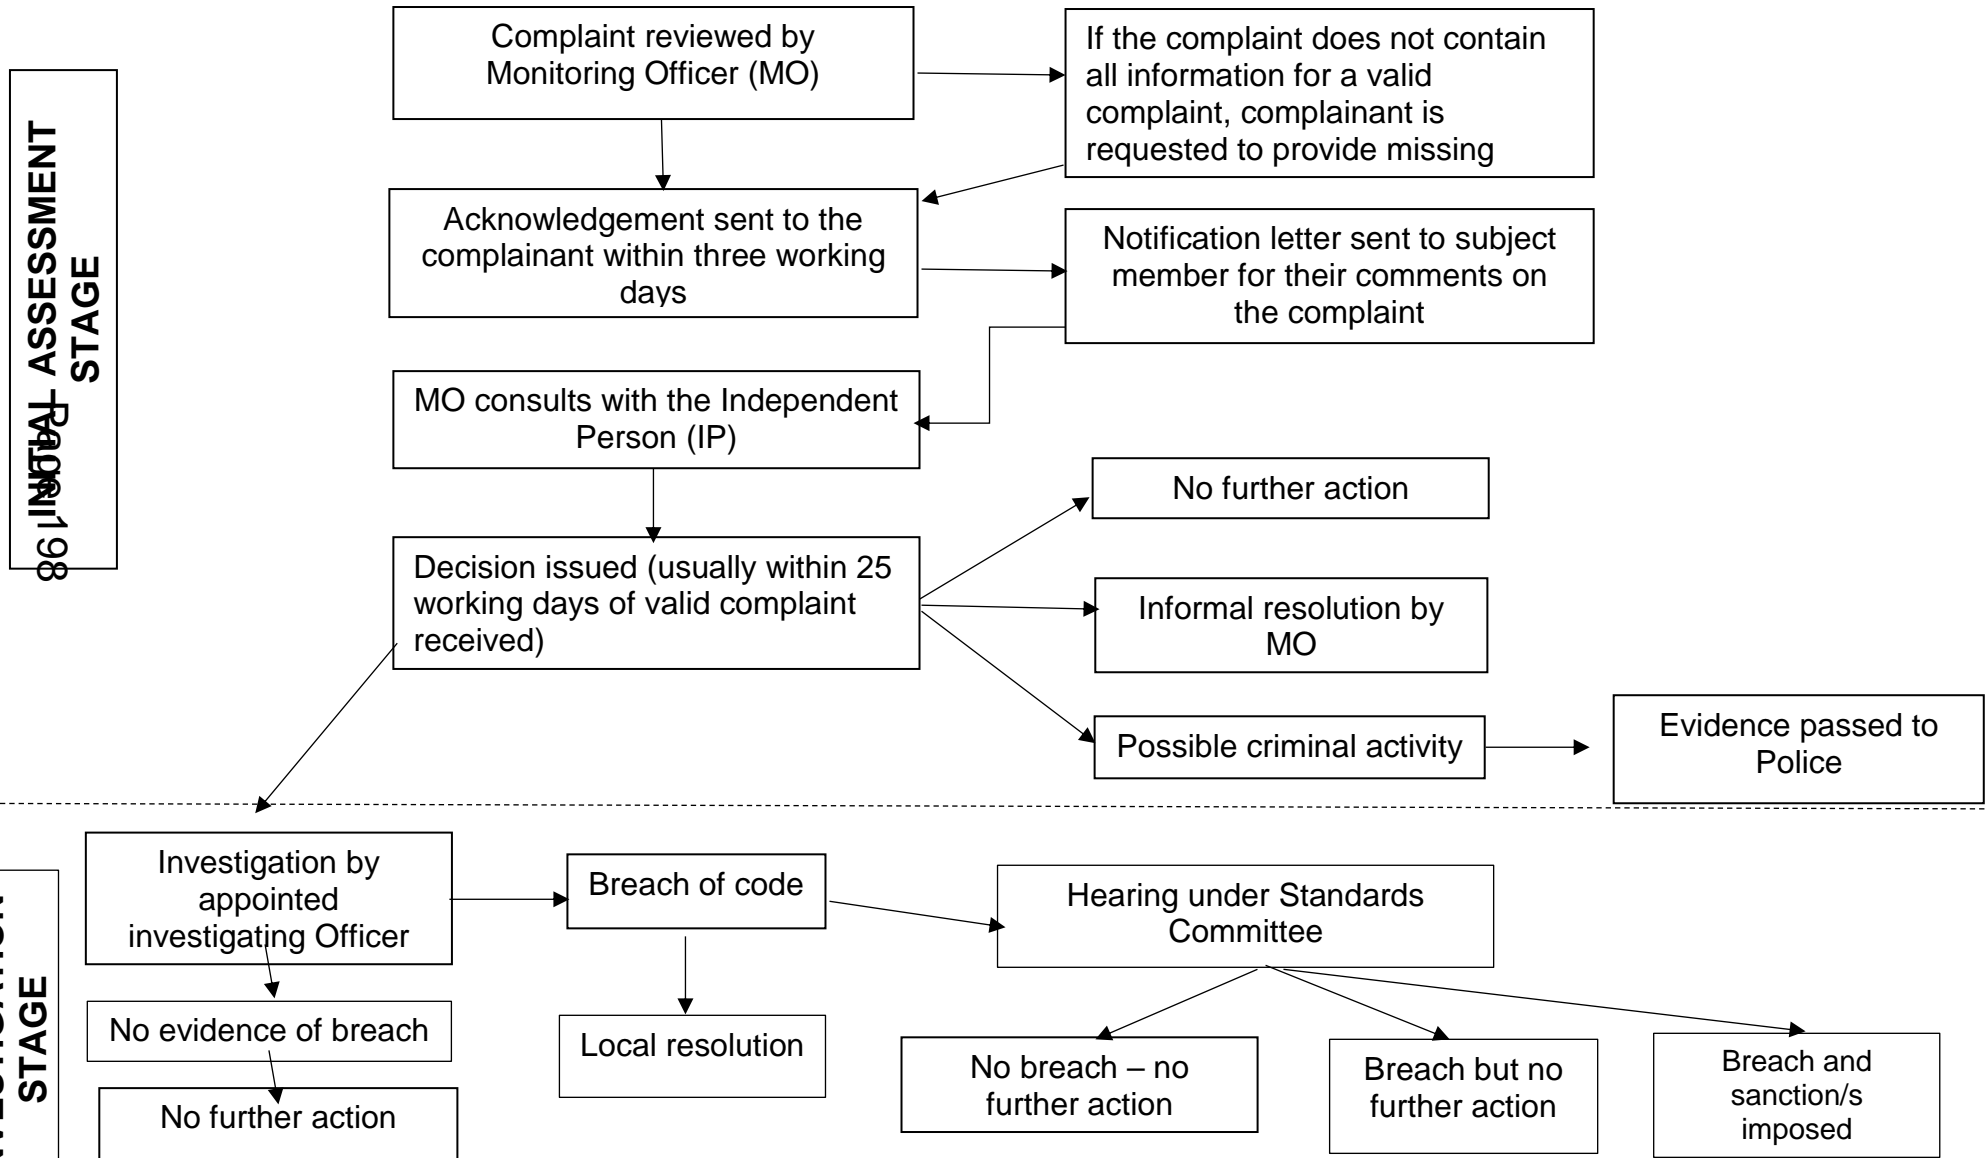 Complaint reviewed by
Monitoring Officer (MO)
If the complaint does not contain
all information for a valid
complaint, complainant is
requested to provide missing
INITIAL ASSESSMENT
STAGE
Page 198
Acknowledgement sent to the
complainant within three working
days
Notification letter sent to subject
member for their comments on
the complaint
MO consults with the Independent
Person (IP)
No further action
Decision issued (usually within 25
working days of valid complaint
received)
Informal resolution by
MO
Possible criminal activity
Evidence passed to
Police
STAGE
Investigation by
appointed
investigating Officer
Breach of code
Hearing under Standards
Committee
No evidence of breach
Local resolution
No further action
No breach – no
further action
Breach but no
further action
Breach and
sanction/s
imposed